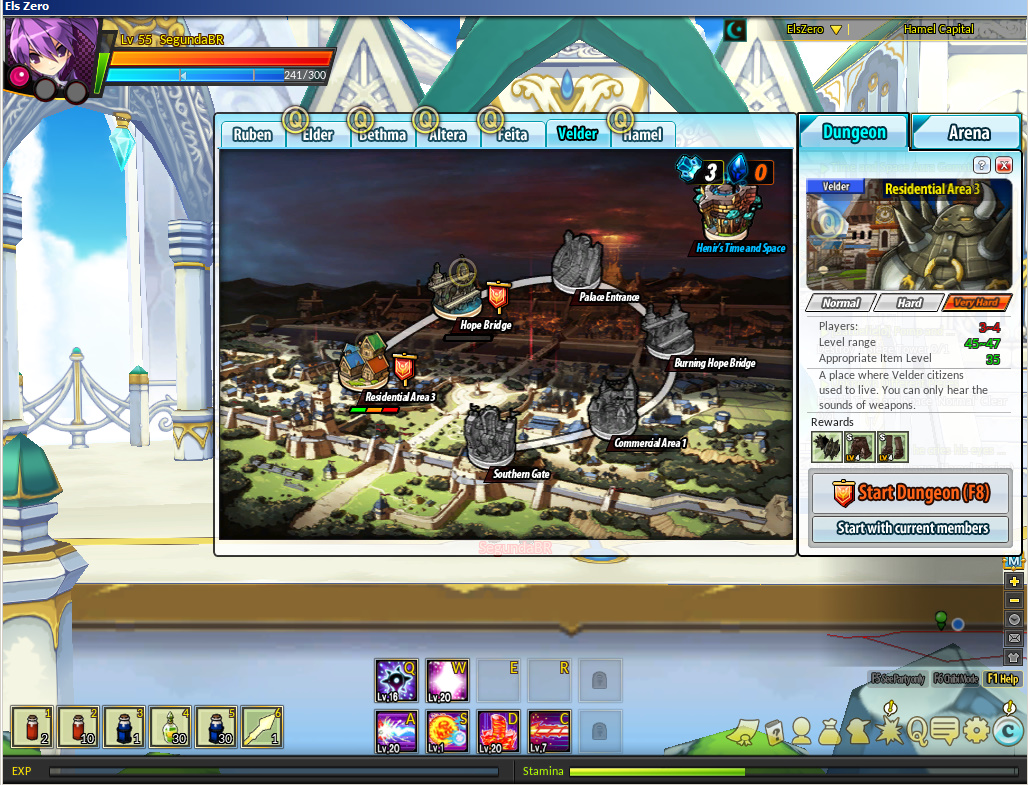 Els Zero
Lv 55 SegundaBR
241/300
ElsZero
Hamel Capital
Ruben
Elder
Bethma
Altera
Feita
Velder
Hamel
Dungeon
Arena
3
0
Henir's Time and Space
Palace Entrance
Hope Bridge
Burning Hope Bridge
Residential Area 3
Commercial Area 1
Southern Gate
Velder
Residential Area 3
Normal
Hard
Very Hard
Players: 3~4
Level range 45~47
Appropriate Item Level 35
A place where Velder citizens
used to live. You can only hear the
sounds of weapons.
Rewards
S LV 4
S LV 4
Start Dungeon (F8)
Start with current members
SegundaBR
M
Q Lv.16
W Lv.20
E
R
A Lv.20
S Lv.1
D Lv.20
C Lv.7
1 2
2 10
3 1
4 30
5 30
6 1
F5 See Party only
F1 Help
EXP
Stamina